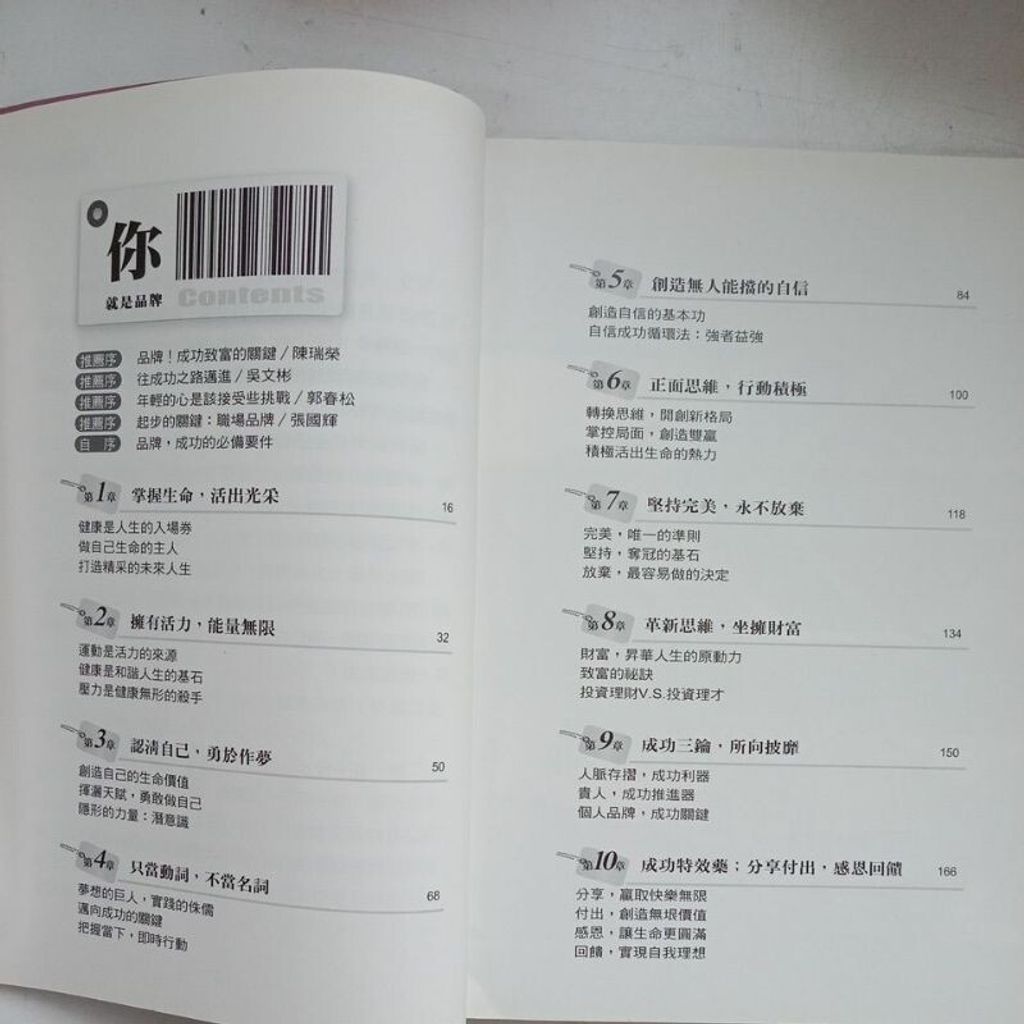 你
就是品牌
Contents
推薦序 品牌！成功致富的關鍵／陳瑞榮
推薦序 往成功之路邁進／吳文彬
推薦序 年輕的心是該接受些挑戰／郭春松
推薦序 起步的關鍵：職場品牌／張國輝
自序 品牌，成功的必備要件
第1章 掌握生命，活出光采 16
健康是人生的入場券
做自己生命的主人
打造精采的未來人生
第2章 擁有活力，能量無限 32
運動是活力的來源
健康是和諧人生的基石
壓力是健康無形的殺手
第3章 認清自己，勇於作夢 50
創造自己的生命價值
揮灑天賦，勇敢做自己
隱形的力量：潛意識
第4章 只當動詞，不當名詞 68
夢想的巨人，實踐的侏儒
邁向成功的關鍵
把握當下，即時行動
第5章 創造無人能擋的自信 84
創造自信的基本功
自信成功循環法：強者益強
第6章 正面思維，行動積極 100
轉換思維，開創新格局
掌控局面，創造雙贏
積極活出生命的熱力
第7章 堅持完美，永不放棄 118
完美，唯一的準則
堅持，奪冠的基石
放棄，最容易做的決定
第8章 革新思維，坐擁財富 134
財富，昇華人生的原動力
致富的祕訣
投資理財V.S.投資理才
第9章 成功三鑰，所向披靡 150
人脈存摺，成功利器
貴人，成功推進器
個人品牌，成功關鍵
第10章 成功特效藥；分享付出，感恩回饋 166
分享，贏取快樂無限
付出，創造無垠價值
感恩，讓生命更圓滿
回饋，實現自我理想